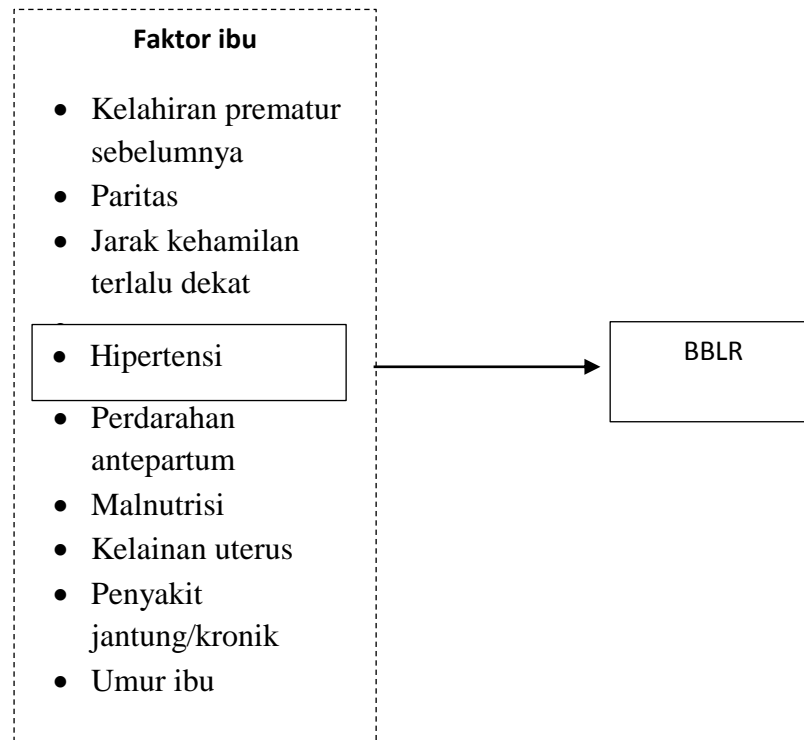 Faktor ibu
• Kelahiran prematur
sebelumnya
• Paritas
• Jarak kehamilan
terlalu dekat
• Hipertensi
• Perdarahan
antepartum
• Malnutrisi
• Kelainan uterus
• Penyakit
jantung/kronik
• Umur ibu
BBLR